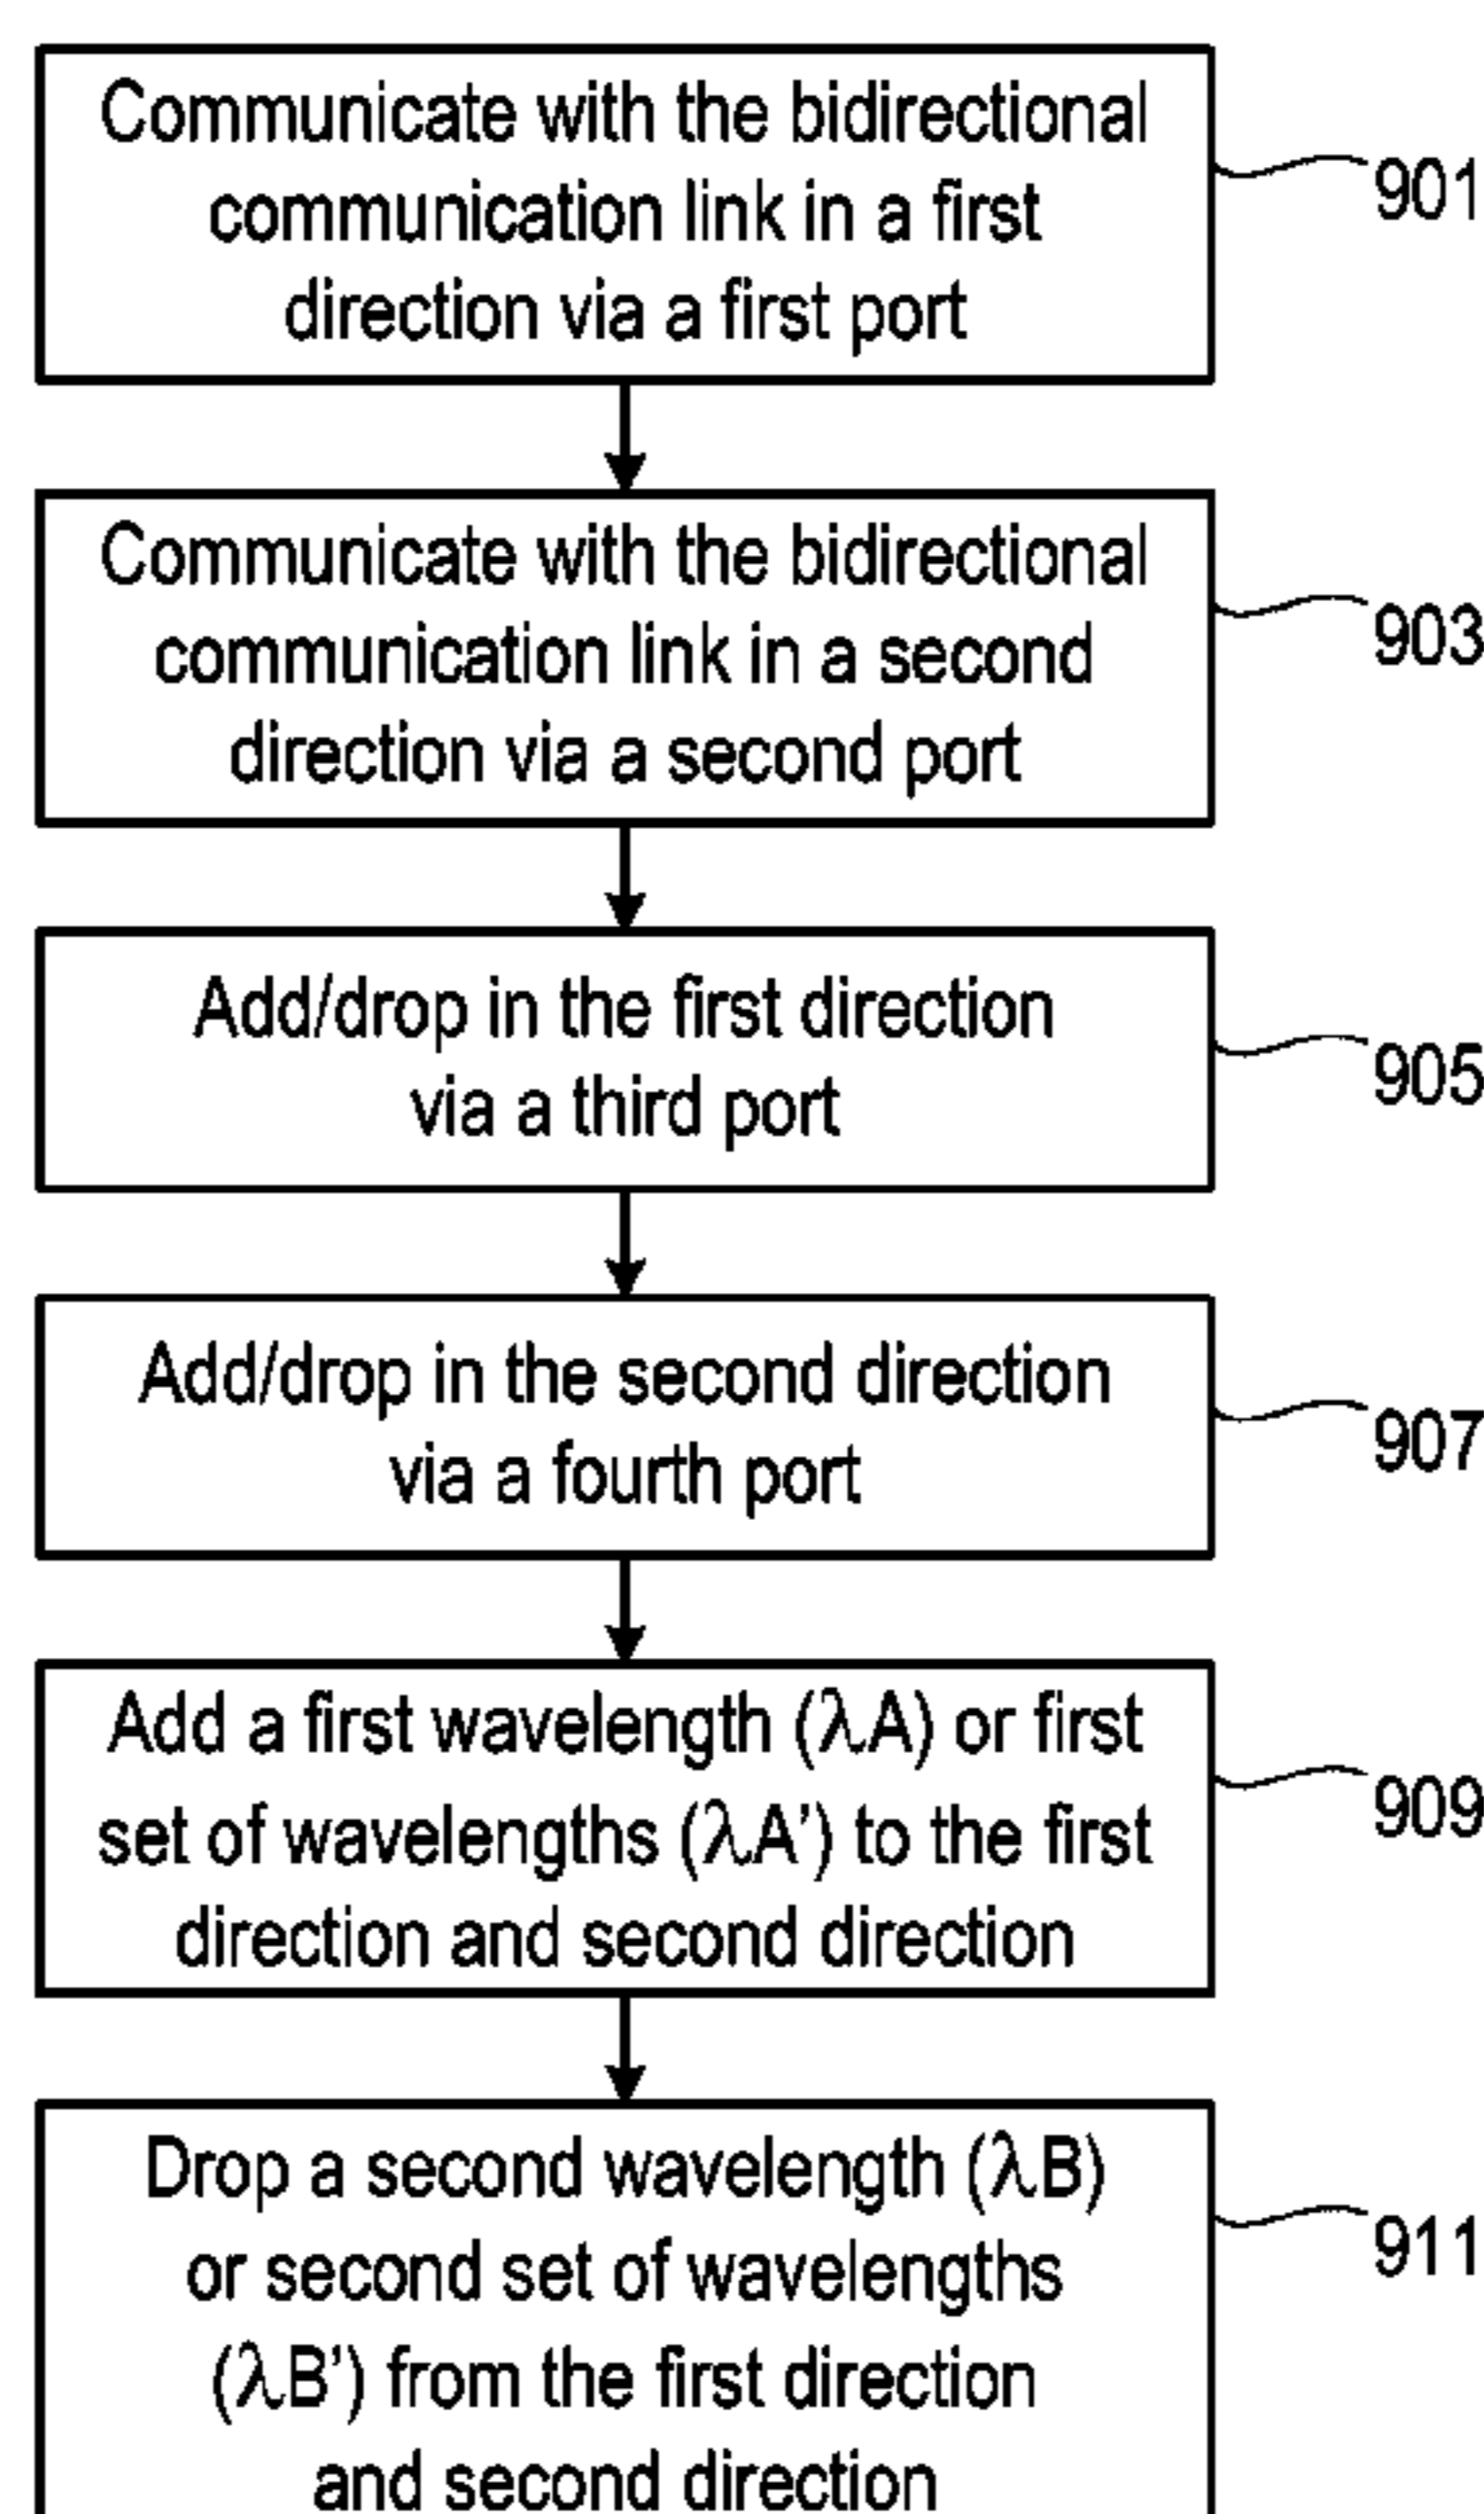 Communicate with the bidirectional
communication link in a first
direction via a first port
901
Communicate with the bidirectional
communication link in a second
direction via a second port
903
Add/drop in the first direction
via a third port
905
Add/drop in the second direction
via a fourth port
907
Add a first wavelength (λA) or first
set of wavelengths (λA’) to the first
direction and second direction
909
Drop a second wavelength (λB)
or second set of wavelengths
(λB’) from the first direction
and second direction
911